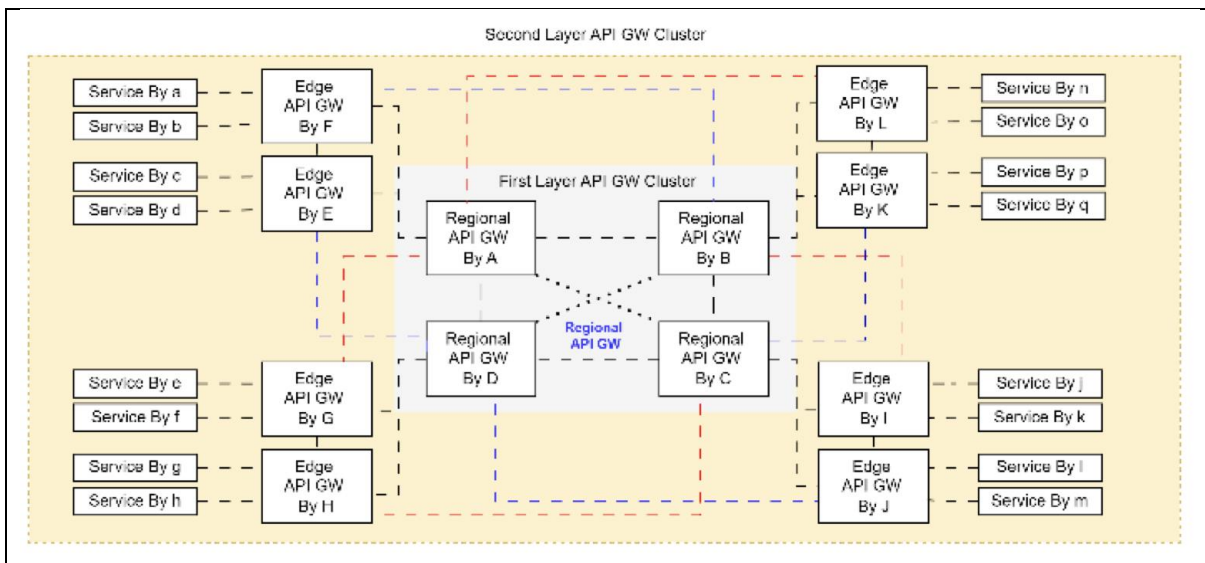 Second Layer API GW Cluster
Service By a
Service By b
Edge
API GW
By F
Service By c
Service By d
Edge
API GW
By E
Edge
API GW
By L
Service By n
Service By o
Edge
API GW
By K
Service By p
Service By q
First Layer API GW Cluster
Regional
API GW
By A
Regional
API GW
By B
Regional
API GW
By D
Regional
API GW
Regional
API GW
By C
Service By e
Service By f
Edge
API GW
By G
Service By g
Service By h
Edge
API GW
By H
Edge
API GW
By I
Service By j
Service By k
Edge
API GW
By J
Service By l
Service By m